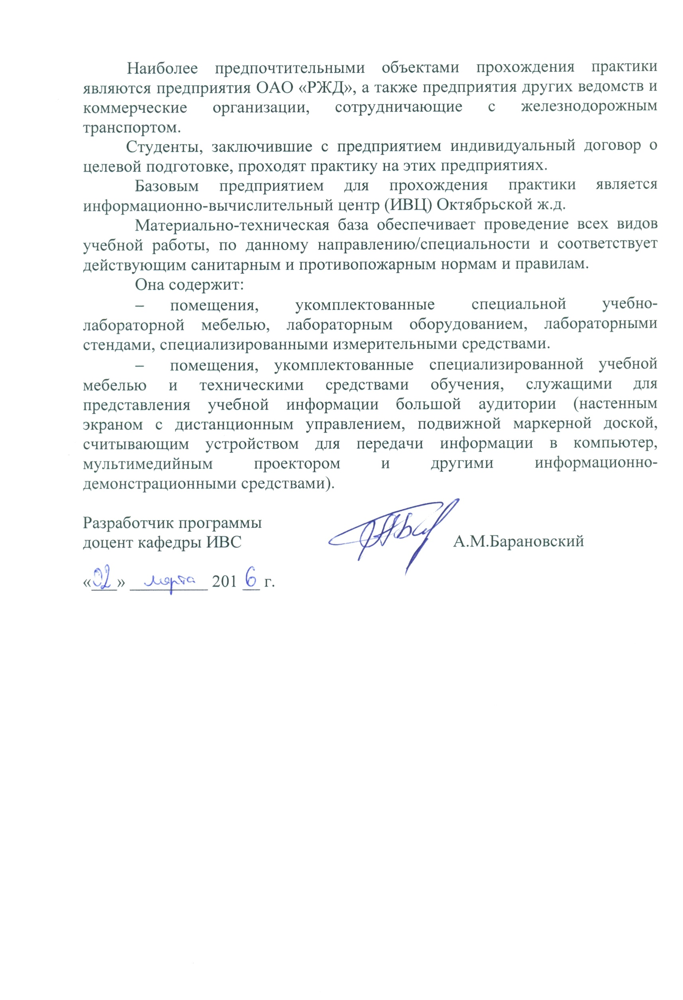 Наиболее предпочтительными объектами прохождения практики
являются предприятия ОАО «РЖД», а также предприятия других ведомств и
коммерческие организации, сотрудничающие с железнодорожным
транспортом.
Студенты, заключившие с предприятием индивидуальный договор о
целевой подготовке, проходят практику на этих предприятиях.
Базовым предприятием для прохождения практики является
информационно-вычислительный центр (ИВЦ) Октябрьской ж.д.
Материально-техническая база обеспечивает проведение всех видов
учебной работы, по данному направлению/специальности и соответствует
действующим санитарным и противопожарным нормам и правилам.
Она содержит:
– помещения, укомплектованные специальной учебно-
лабораторной мебелью, лабораторным оборудованием, лабораторными
стендами, специализированными измерительными средствами.
– помещения, укомплектованные специализированной учебной
мебелью и техническими средствами обучения, служащими для
представления учебной информации большой аудитории (настенным
экраном с дистанционным управлением, подвижной маркерной доской,
считывающим устройством для передачи информации в компьютер,
мультимедийным проектором и другими информационно-
демонстрационными средствами).
Разработчик программы
доцент кафедры ИВС А.М.Барановский
«02» марта 2016 г.